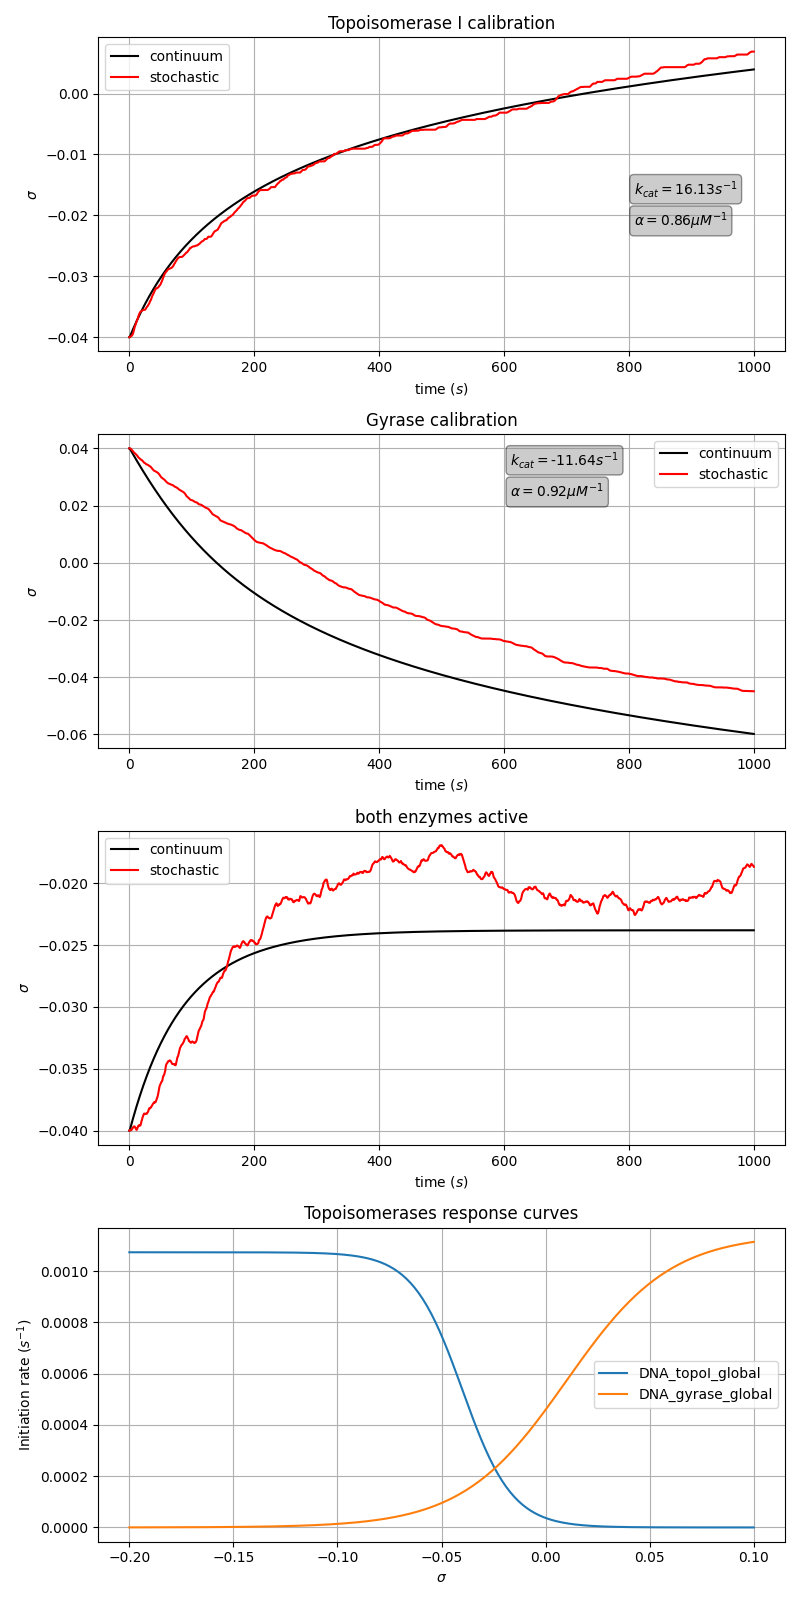 Topoisomerase I calibration
continuum
stochastic
0.00
−0.01
−0.02
−0.03
−0.04
σ
k_cat = 16.13s⁻¹
α = 0.86μM⁻¹
0 200 400 600 800 1000
time (s)
Gyrase calibration
0.04
0.02
0.00
−0.02
−0.04
−0.06
σ
k_cat = -11.64s⁻¹
α = 0.92μM⁻¹
continuum
stochastic
0 200 400 600 800 1000
time (s)
both enzymes active
continuum
stochastic
−0.020
−0.025
−0.030
−0.035
−0.040
σ
0 200 400 600 800 1000
time (s)
Topoisomerases response curves
0.0010
0.0008
0.0006
0.0004
0.0002
0.0000
Initiation rate (s⁻¹)
DNA_topoI_global
DNA_gyrase_global
−0.20 −0.15 −0.10 −0.05 0.00 0.05 0.10
σ